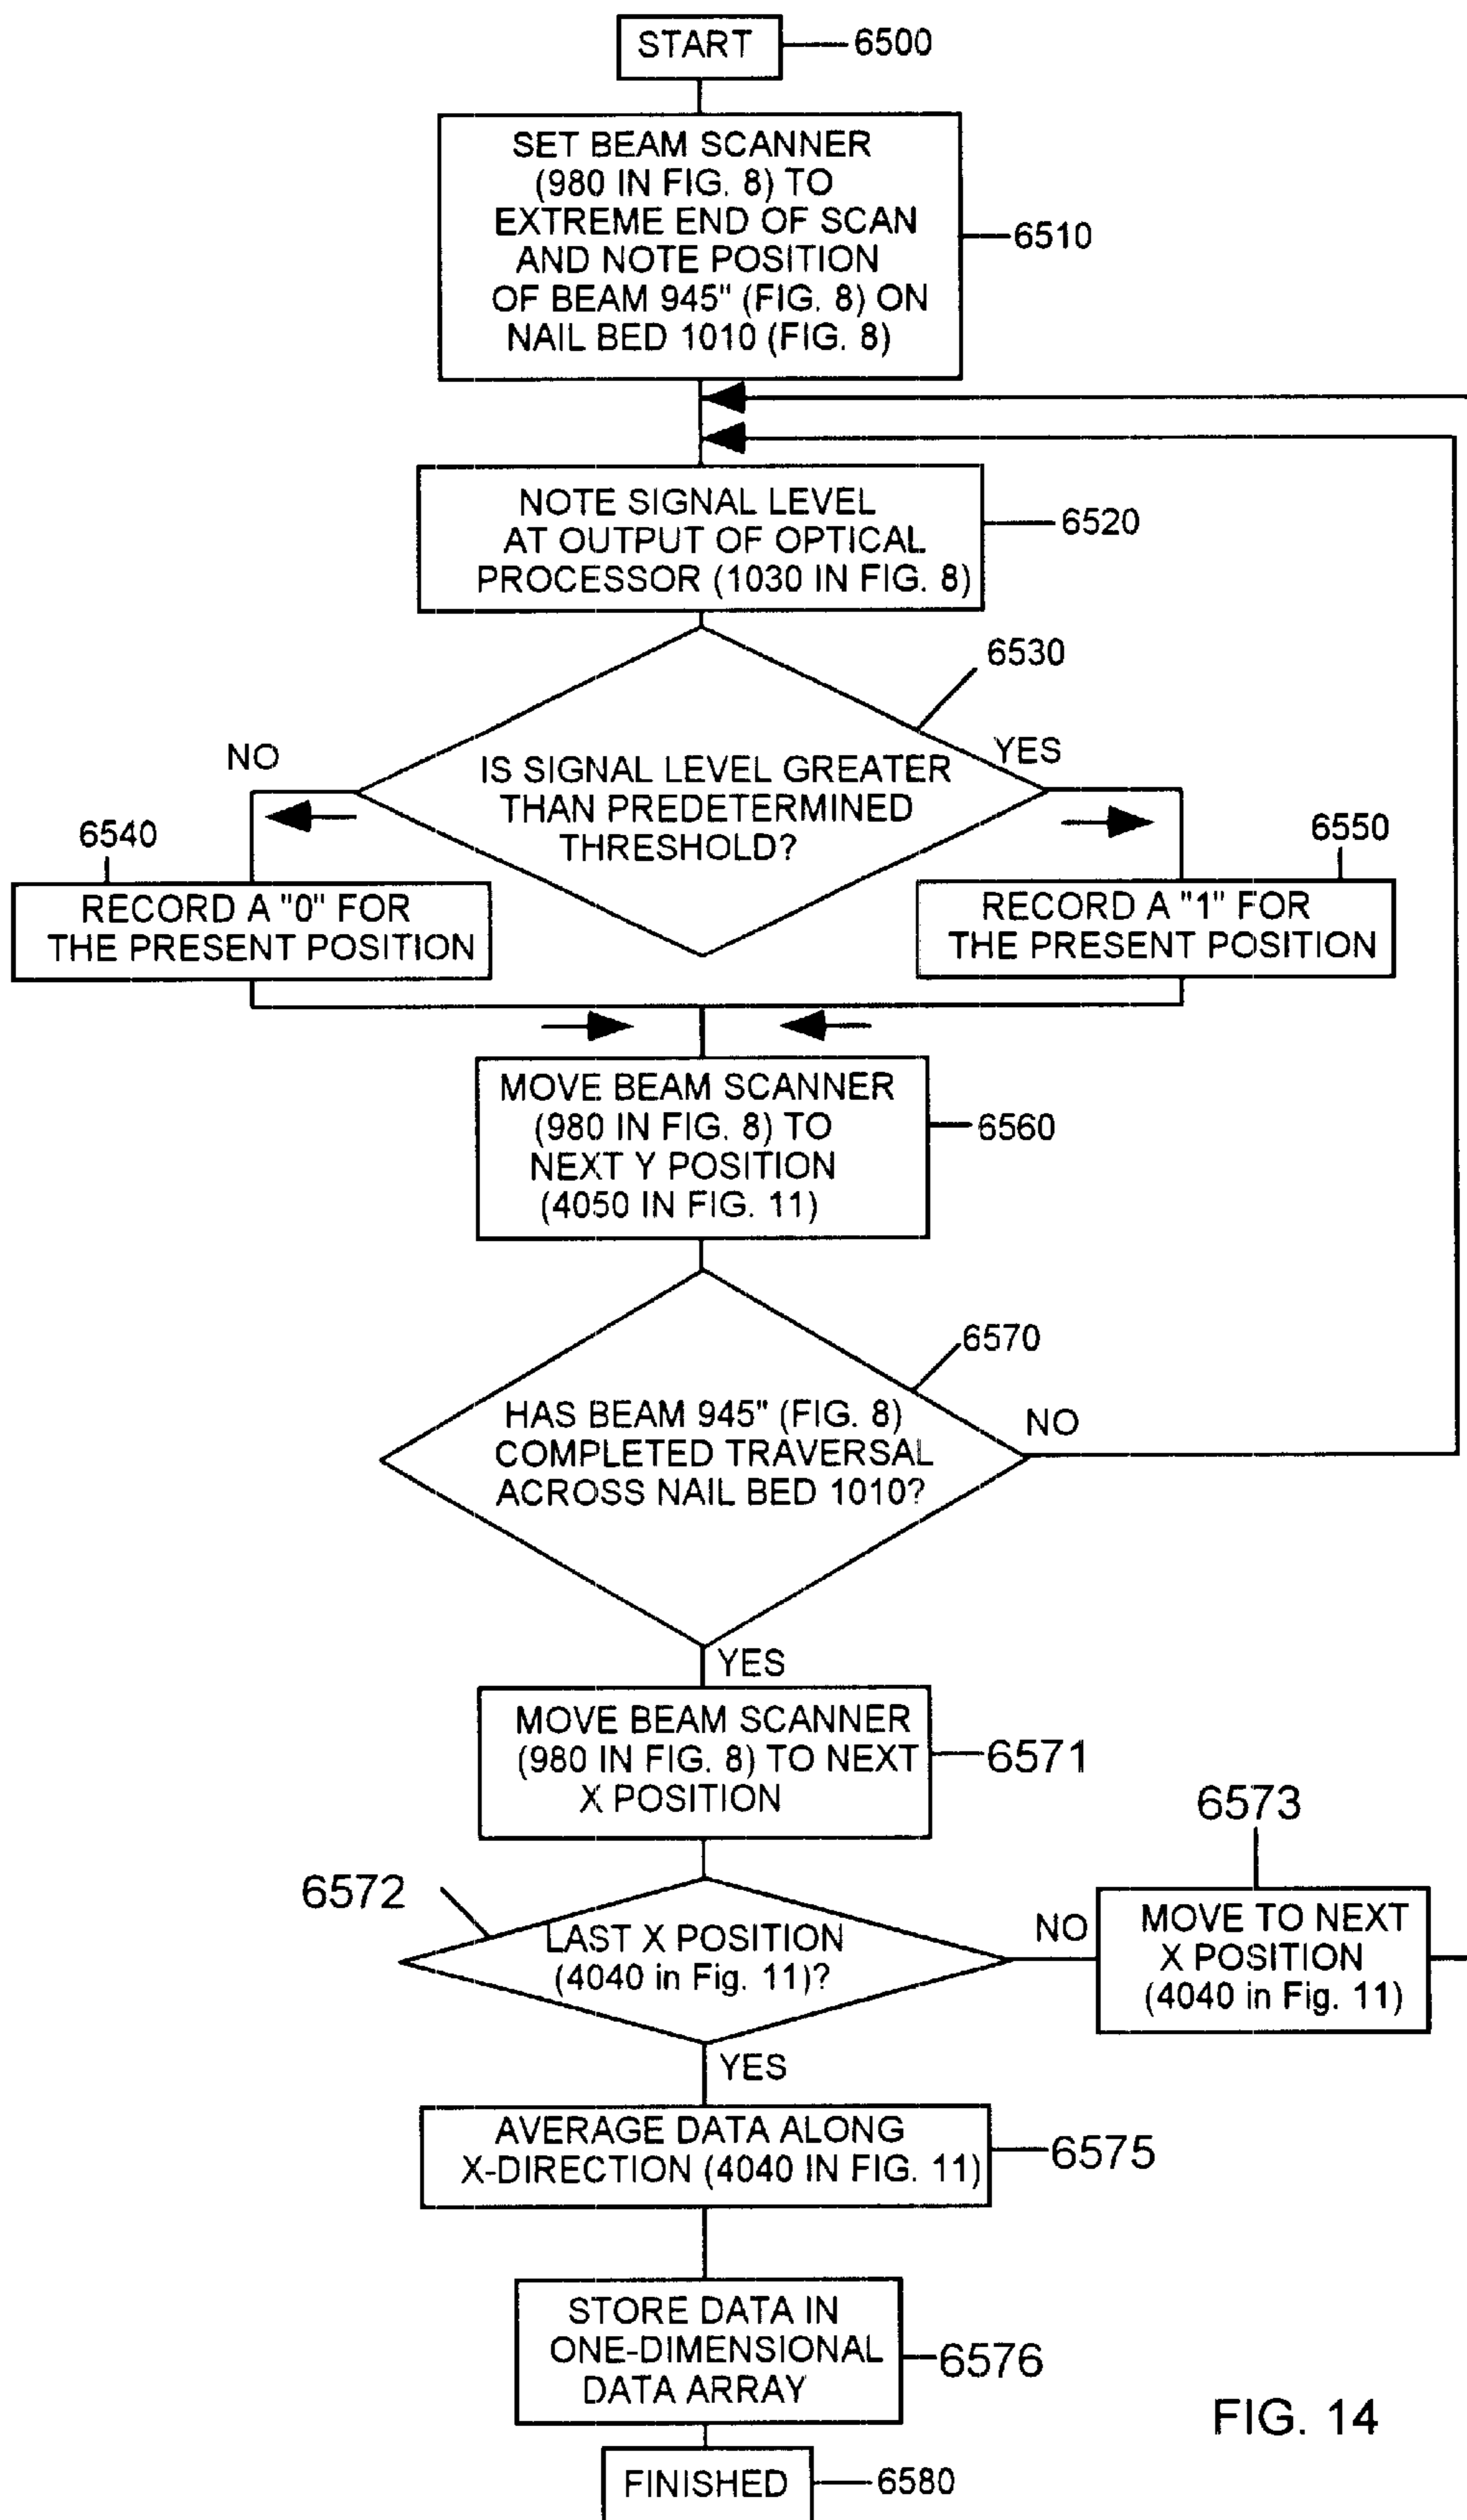 START
6500
SET BEAM SCANNER
(980 IN FIG. 8) TO
EXTREME END OF SCAN
AND NOTE POSITION
OF BEAM 945" (FIG. 8) ON
NAIL BED 1010 (FIG. 8)
6510
NOTE SIGNAL LEVEL
AT OUTPUT OF OPTICAL
PROCESSOR (1030 IN FIG. 8)
6520
6530
NO
YES
IS SIGNAL LEVEL GREATER
THAN PREDETERMINED
THRESHOLD?
6540
RECORD A "0" FOR
THE PRESENT POSITION
6550
RECORD A "1" FOR
THE PRESENT POSITION
MOVE BEAM SCANNER
(980 IN FIG. 8) TO
NEXT Y POSITION
(4050 IN FIG. 11)
6560
6570
HAS BEAM 945" (FIG. 8)
COMPLETED TRAVERSAL
ACROSS NAIL BED 1010?
NO
YES
MOVE BEAM SCANNER
(980 IN FIG. 8) TO NEXT
X POSITION
6571
6572
LAST X POSITION
(4040 in Fig. 11)?
NO
6573
MOVE TO NEXT
X POSITION
(4040 in Fig. 11)
YES
AVERAGE DATA ALONG
X-DIRECTION (4040 IN FIG. 11)
6575
STORE DATA IN
ONE-DIMENSIONAL
DATA ARRAY
6576
FINISHED
6580
FIG. 14